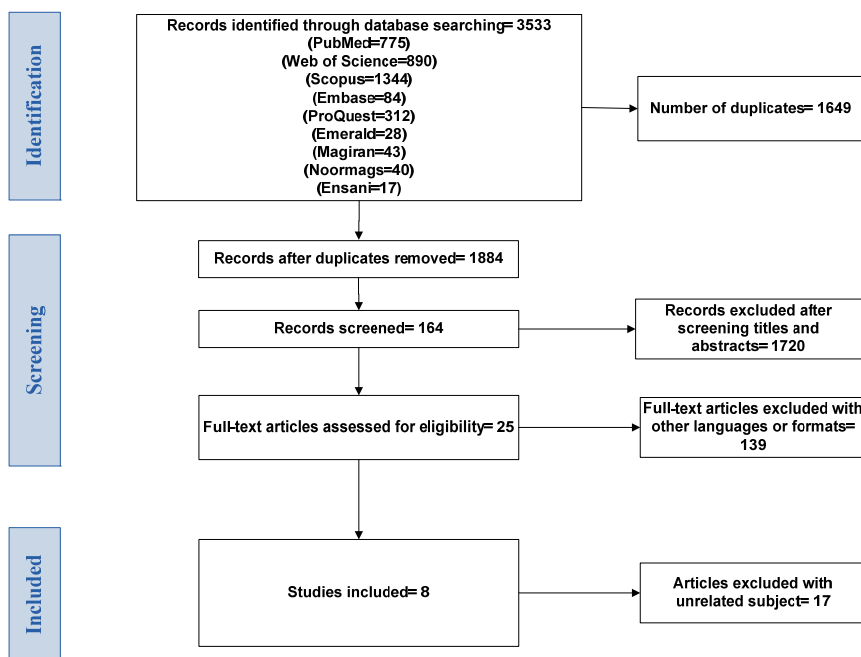 Identification
Records identified through database searching= 3533
(PubMed=775)
(Web of Science=890)
(Scopus=1344)
(Embase=84)
(ProQuest=312)
(Emerald=28)
(Magiran=43)
(Noormags=40)
(Ensani=17)
Number of duplicates= 1649
Screening
Records after duplicates removed= 1884
Records screened= 164
Records excluded after
screening titles and
abstracts= 1720
Full-text articles assessed for eligibility= 25
Full-text articles excluded with
other languages or formats=
139
Included
Studies included= 8
Articles excluded with
unrelated subject= 17